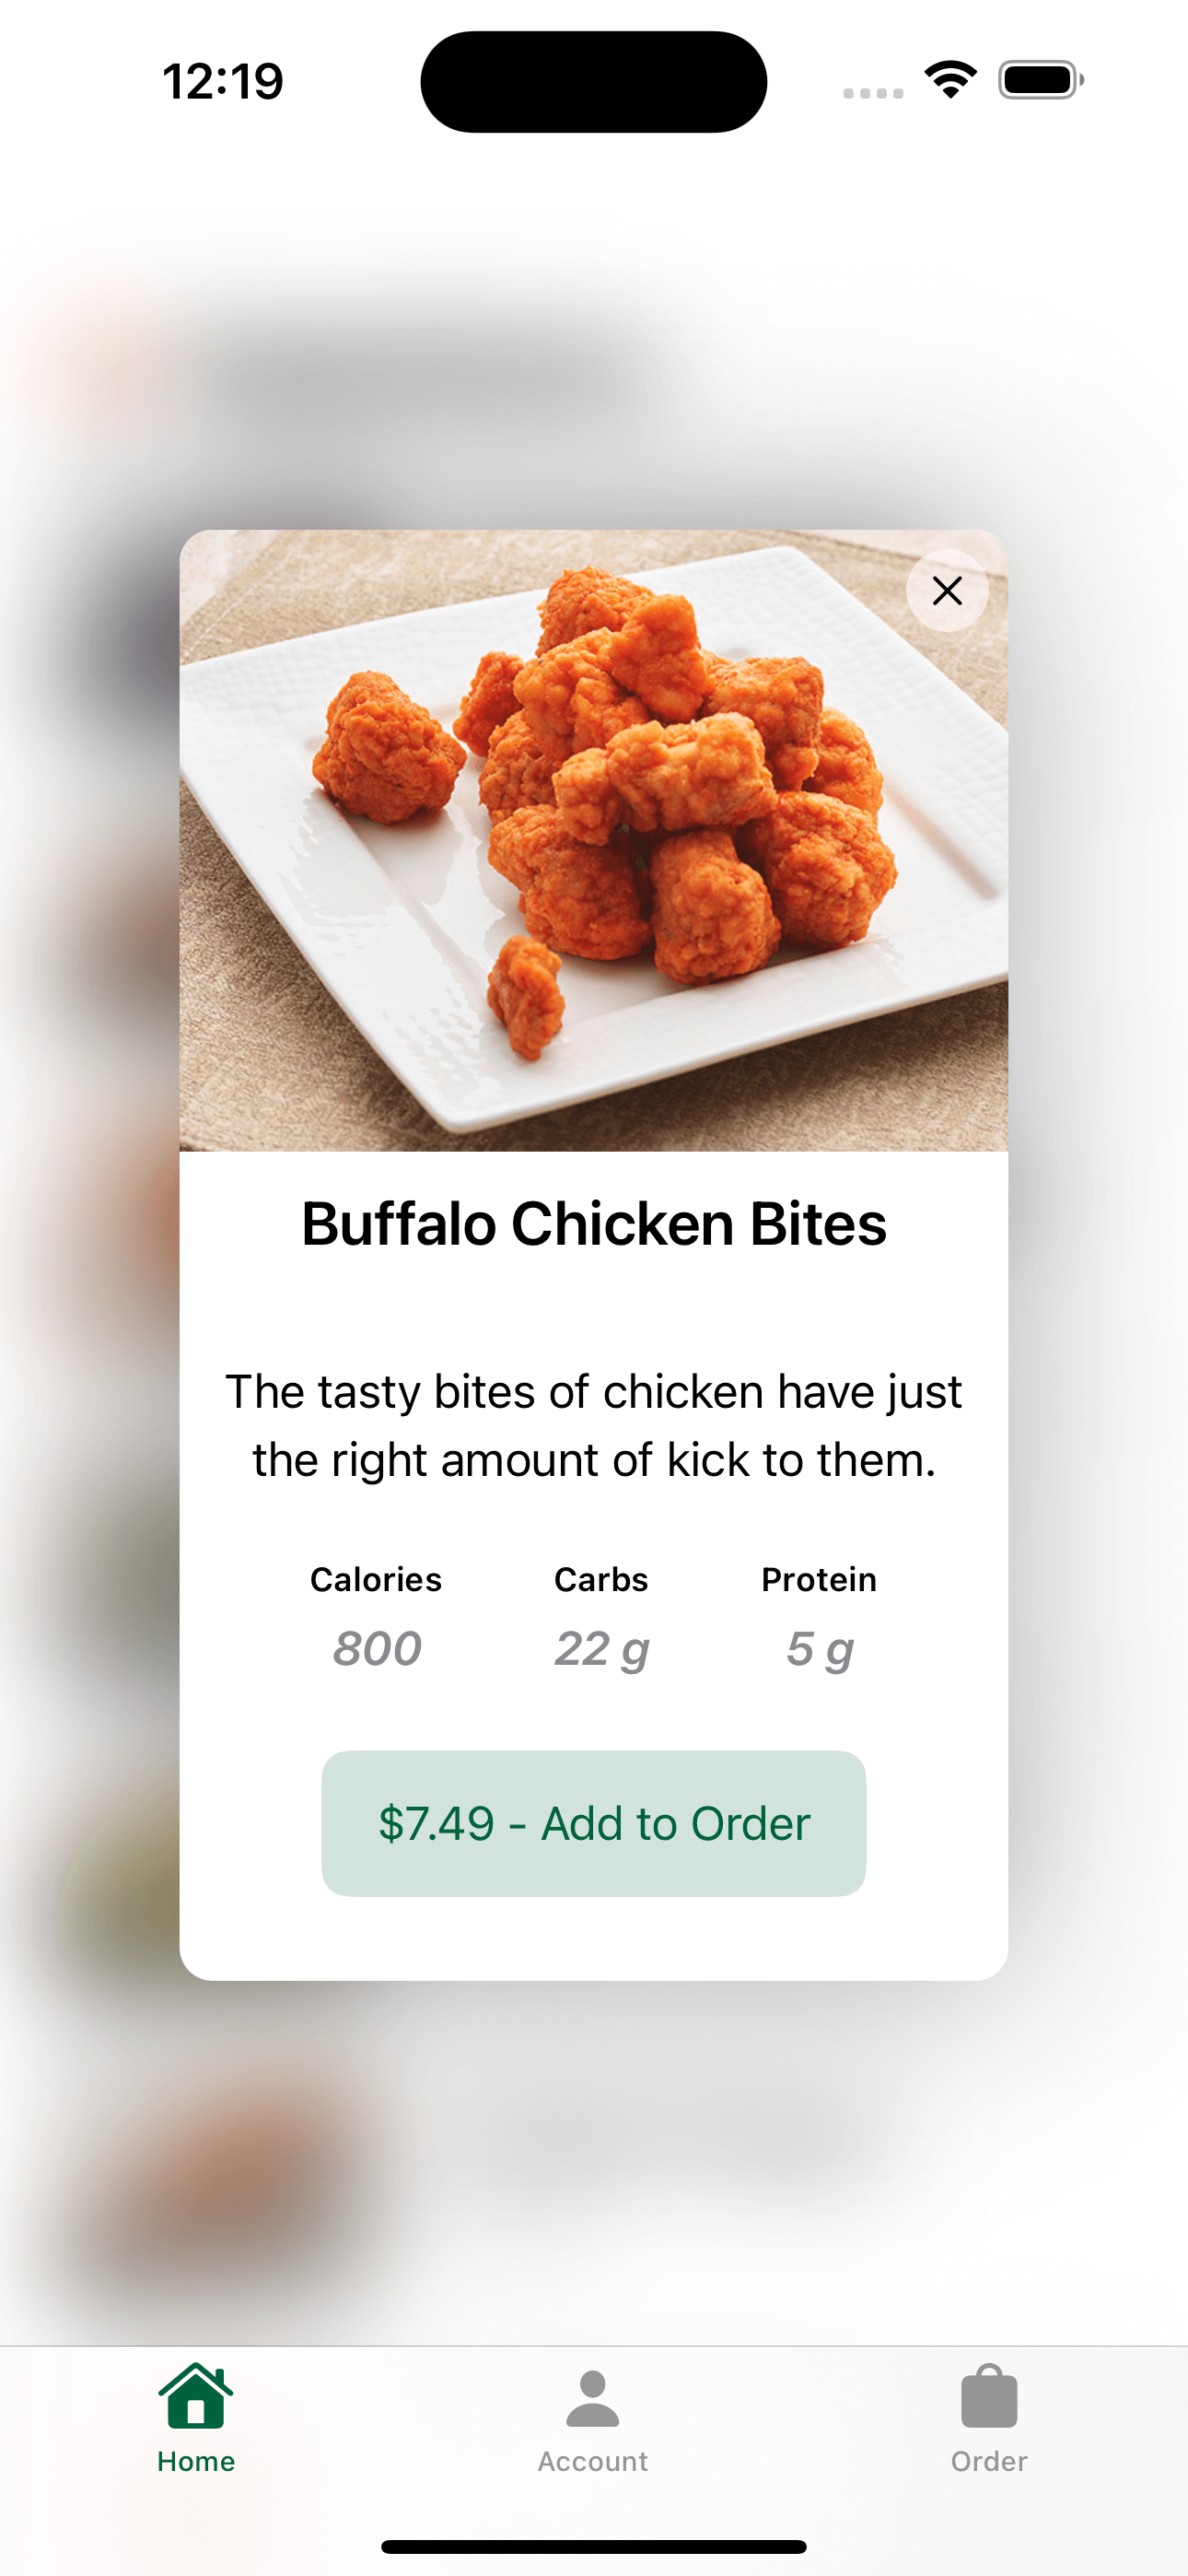 12:19
Buffalo Chicken Bites
The tasty bites of chicken have just
the right amount of kick to them.
Calories Carbs Protein
800 22 g 5 g
$7.49 - Add to Order
Home Account Order